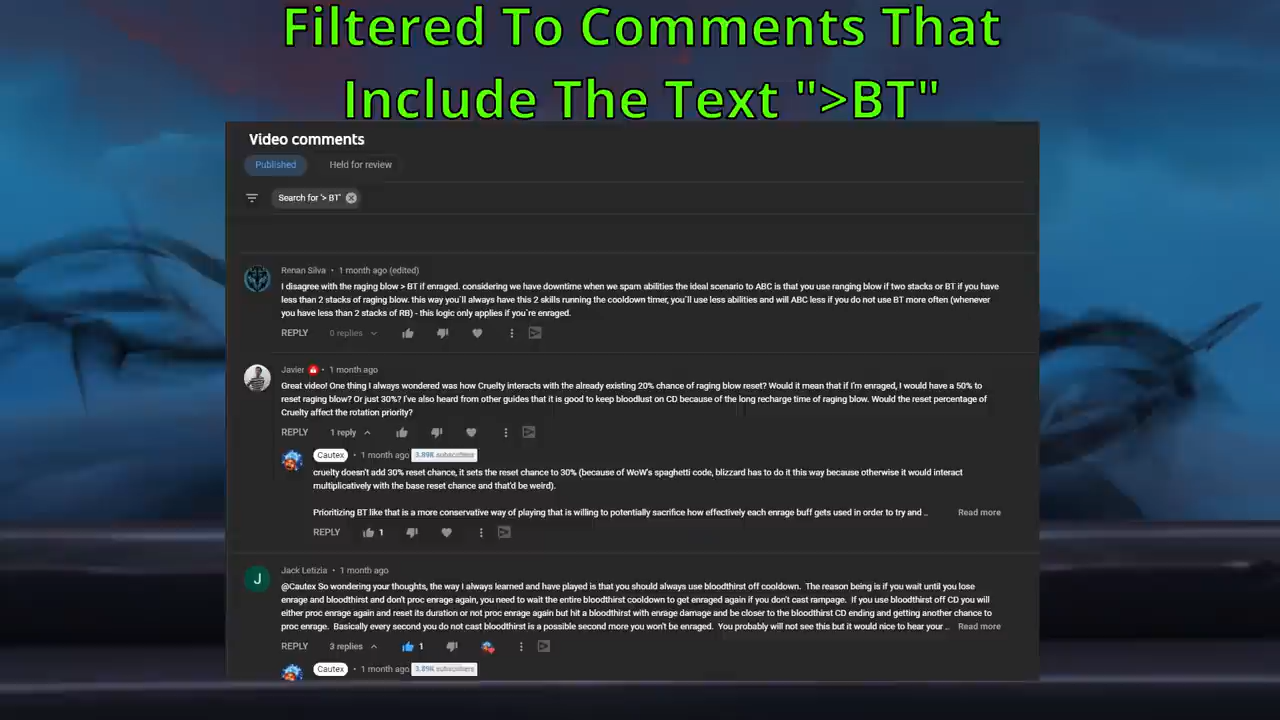 Filtered To Comments That
Include The Text ">BT"
Video comments
Published Held for review
Search for '> BT'
Renan Silva • 1 month ago (edited)
I disagree with the raging blow > BT if enraged. considering we have downtime when we spam abilities the ideal scenario to ABC is that you use ranging blow if two stacks or BT if you have
less than 2 stacks of raging blow. this way you´ll always have this 2 skills running the cooldown timer, you´ll use less abilities and will ABC less if you do not use BT more often (whenever
you have less than 2 stacks of RB) - this logic only applies if you´re enraged.
REPLY 0 replies
Javier • 1 month ago
Great video! One thing I always wondered was how Cruelty interacts with the already existing 20% chance of raging blow reset? Would it mean that if I'm enraged, I would have a 50% to
reset raging blow? Or just 30%? I've also heard from other guides that it is good to keep bloodlust on CD because of the long recharge time of raging blow. Would the reset percentage of
Cruelty affect the rotation priority?
REPLY 1 reply
Cautex • 1 month ago 3.89K subscribers
cruelty doesn't add 30% reset chance, it sets the reset chance to 30% (because of WoW's spaghetti code, blizzard has to do it this way because otherwise it would interact
multiplicatively with the base reset chance and that'd be weird).
Prioritizing BT like that is a more conservative way of playing that is willing to potentially sacrifice how effectively each enrage buff gets used in order to try and ... Read more
REPLY 1
J
Jack Letizia • 1 month ago
@Cautex So wondering your thoughts, the way I always learned and have played is that you should always use bloodthirst off cooldown. The reason being is if you wait until you lose
enrage and bloodthirst and don't proc enrage again, you need to wait the entire bloodthirst cooldown to get enraged again if you don't cast rampage. If you use bloodthirst off CD you will
either proc enrage again and reset its duration or not proc enrage again but hit a bloodthirst with enrage damage and be closer to the bloodthirst CD ending and getting another chance to
proc enrage. Basically every second you do not cast bloodthirst is a possible second more you won't be enraged. You probably will not see this but it would nice to hear your ... Read more
REPLY 3 replies 1
Cautex • 1 month ago 3.89K subscribers